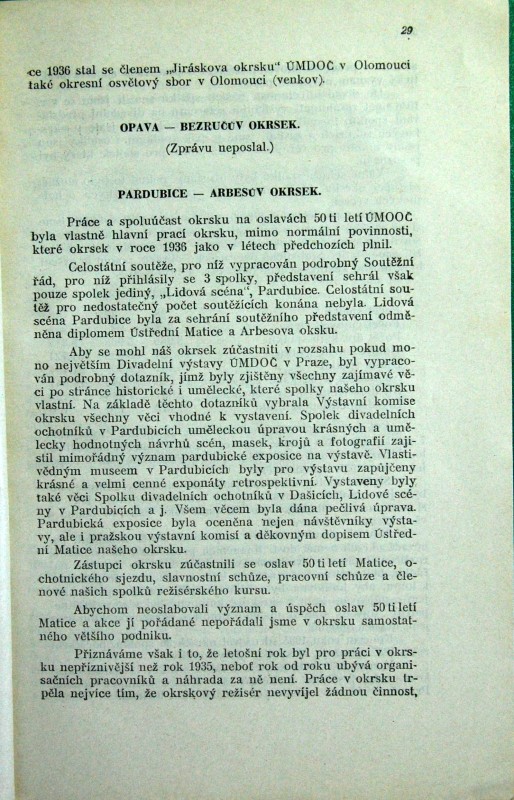 29
ce 1936 stal se členem „Jiráskova okrsku" ÚMDOČ v Olomouci
také okresní osvětový sbor v Olomouci (venkov).
OPAVA — BEZRUČŮV OKRSEK.
(Zprávu neposlal.)
PARDUBICE — ARBESŮV OKRSEK.
Práce a spoluúčast okrsku na oslavách 50ti letí ÚMOOČ
byla vlastně hlavní prací okrsku, mimo normální povinnosti,
které okrsek v roce 1936 jako v létech předchozích plnil.
Celostátní soutěže, pro níž vypracován podrobný Soutěžní
řád, pro níž přihlásily se 3 spolky, představení sehrál však
pouze spolek jediný, „Lidová scéna", Pardubice. Celostátní sou-
těž pro nedostatečný počet soutěžících konána nebyla. Lidová
scéna Pardubice byla za sehrání soutěžního představení odmě-
něna diplomem Ústřední Matice a Arbesova oksku.
Aby se mohl náš okrsek zúčastniti v rozsahu pokud mo-
no největším Divadelní výstavy ÚMDOČ v Praze, byl vypraco-
ván podrobný dotazník, jímž byly zjištěny všechny zajímavé vě-
ci po stránce historické i umělecké, které spolky našeho okrsku
vlastní. Na základě těchto dotazníků vybrala Výstavní komise
okrsku všechny věci vhodné k vystavení. Spolek divadelních
ochotníků v Pardubicích uměleckou úpravou krásných a umě-
lecky hodnotných návrhů scén, masek, krojů a fotografií zaji-
stil mimořádný význam pardubické exposice na výstavě. Vlasti-
vědným museem v Pardubicích byly pro výstavu zapůjčeny
krásné a velmi cenné exponáty retrospektivní. Vystaveny byly
také věci Spolku divadelních ochotníků v Dašicích, Lidové scé-
ny v Pardubicích a j. Všem věcem byla dána pečlivá úprava.
Pardubická exposice byla oceněna nejen návštěvníky výsta-
vy, ale i pražskou výstavní komisí a děkovným dopisem Ústřed-
ní Matice našeho okrsku.
Zástupci okrsku zúčastnili se oslav 50tiletí Matice, o-
chotnického sjezdu, slavnostní schůze, pracovní schůze a čle-
nové našich spolků režisérského kursu.
Abychom neoslabovali význam a úspěch oslav 50tiletí
Matice a akce jí pořádané nepořádali jsme v okrsku samostat-
ného většího podniku.
Přiznáváme však i to, že letošní rok byl pro práci v okrs-
ku nepříznivější než rok 1935, neboť rok od roku ubývá organi-
sačních pracovníků a náhrada za ně není. Práce v okrsku tr-
pěla nejvíce tím, že okrskový režisér nevyvíjel žádnou činnost,